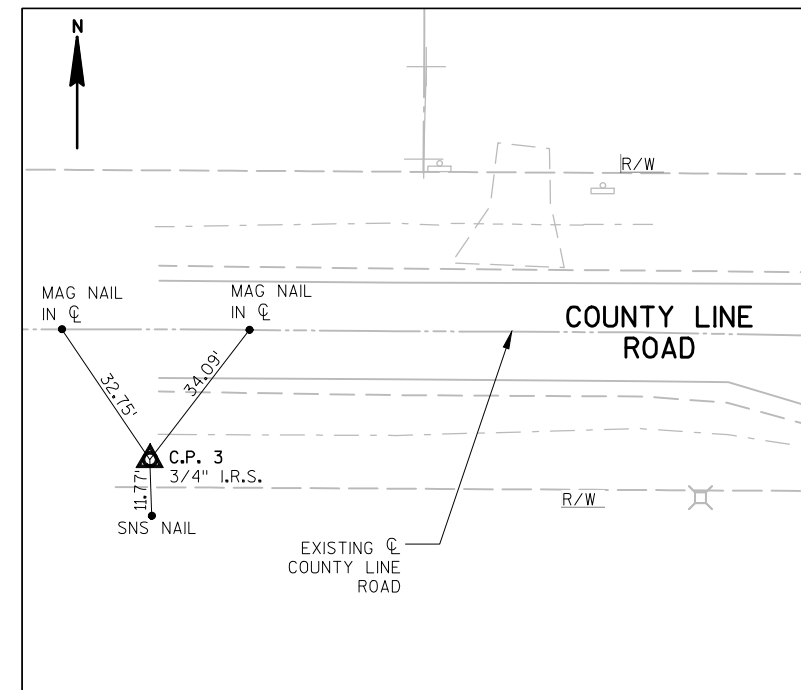 N
R/W
MAG NAIL
IN ℄
MAG NAIL
IN ℄
COUNTY LINE
ROAD
32.75'
34.09'
C.P. 3
3/4" I.R.S.
11.77'
SNS NAIL
R/W
EXISTING ℄
COUNTY LINE
ROAD